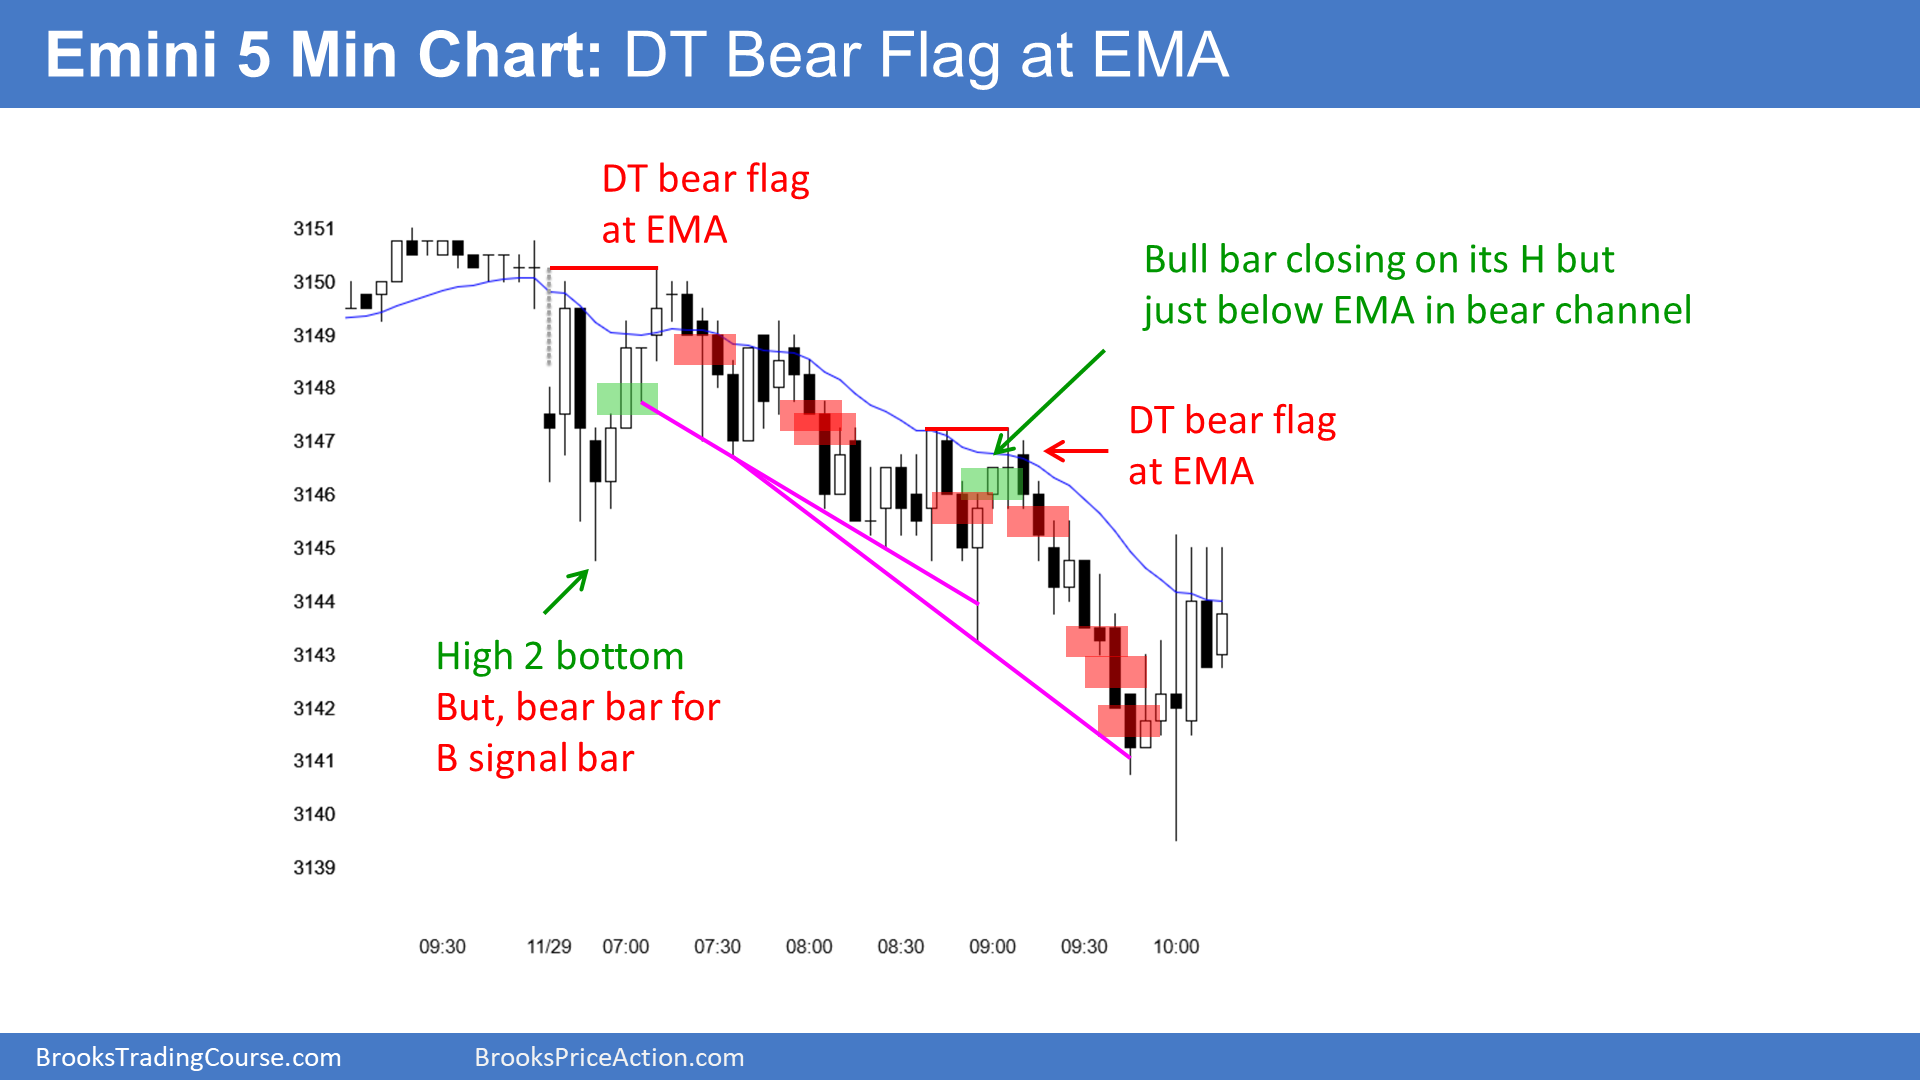 Emini 5 Min Chart: DT Bear Flag at EMA
DT bear flag
at EMA
Bull bar closing on its H but
just below EMA in bear channel
DT bear flag
at EMA
High 2 bottom
But, bear bar for
B signal bar
3151
3150
3149
3148
3147
3146
3145
3144
3143
3142
3141
3140
3139
09:30 11/29 07:00 07:30 08:00 08:30 09:00 09:30 10:00
BrooksTradingCourse.com BrooksPriceAction.com